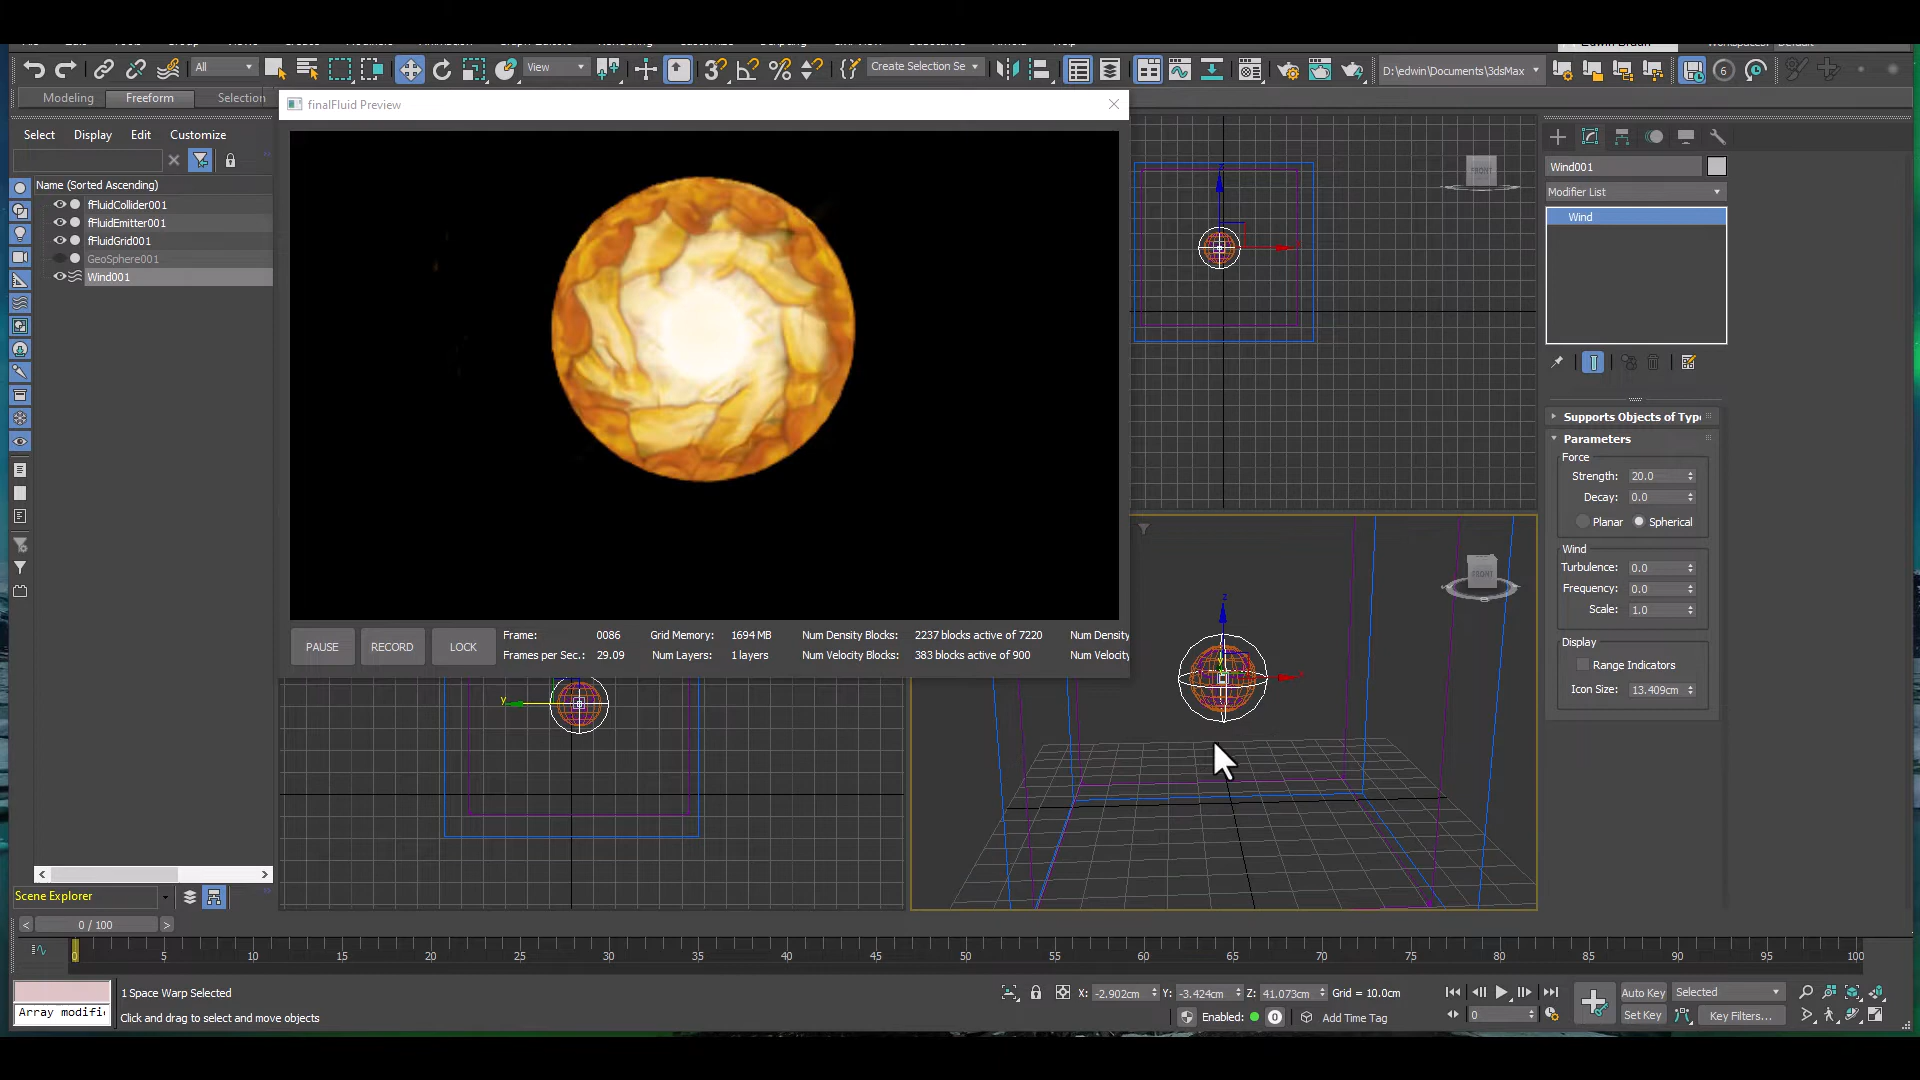 Edwin Braun
All
View
Create Selection Se
D:\edwin\Documents\3dsMax
6
Modeling
Freeform
Selection
finalFluid Preview
Select
Display
Edit
Customize
Name (Sorted Ascending)
fFluidCollider001
fFluidEmitter001
fFluidGrid001
GeoSphere001
Wind001
FRONT
z
Wind001
Modifier List
Wind
Supports Objects of Typ
Parameters
Force
Strength: 20.0
Decay: 0.0
Planar
Spherical
Wind
Turbulence: 0.0
Frequency: 0.0
Scale: 1.0
Display
Range Indicators
Icon Size: 13.409cm
FRONT
z
y
PAUSE
RECORD
LOCK
Frame: 0086
Grid Memory: 1694 MB
Num Density Blocks: 2237 blocks active of 7220
Num Density
Frames per Sec.: 29.09
Num Layers: 1 layers
Num Velocity Blocks: 383 blocks active of 900
Num Velocity
y
Scene Explorer
0 / 100
0 5 10 15 20 25 30 35 40 45 50 55 60 65 70 75 80 85 90 95 100
1 Space Warp Selected
X: -2.902cm Y: -3.424cm Z: 41.073cm Grid = 10.0cm
Auto Key
Selected
Array modifi
Click and drag to select and move objects
Enabled:
0
Add Time Tag
0
Set Key
Key Filters...